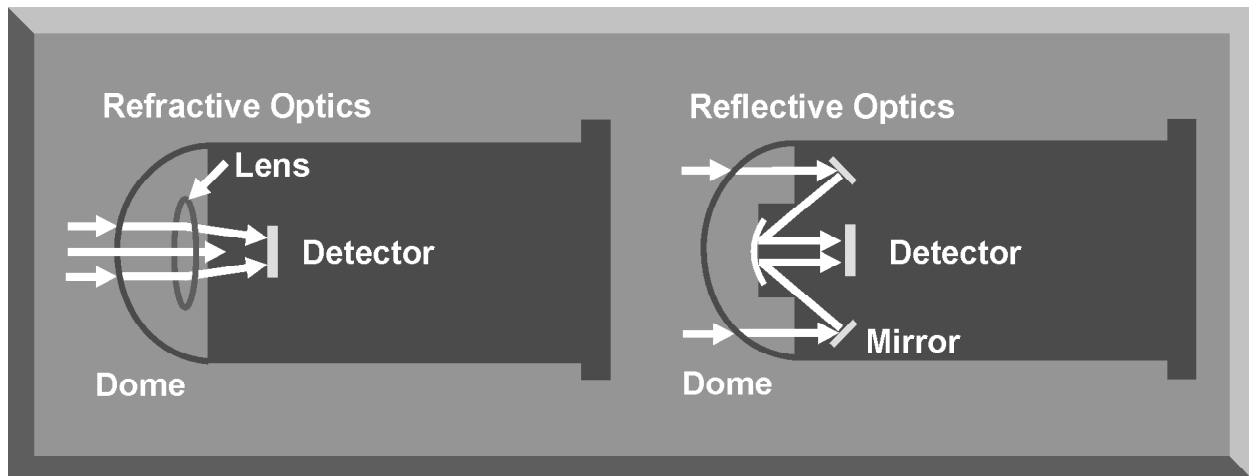 Refractive Optics
Lens
Detector
Dome
Reflective Optics
Detector
Mirror
Dome